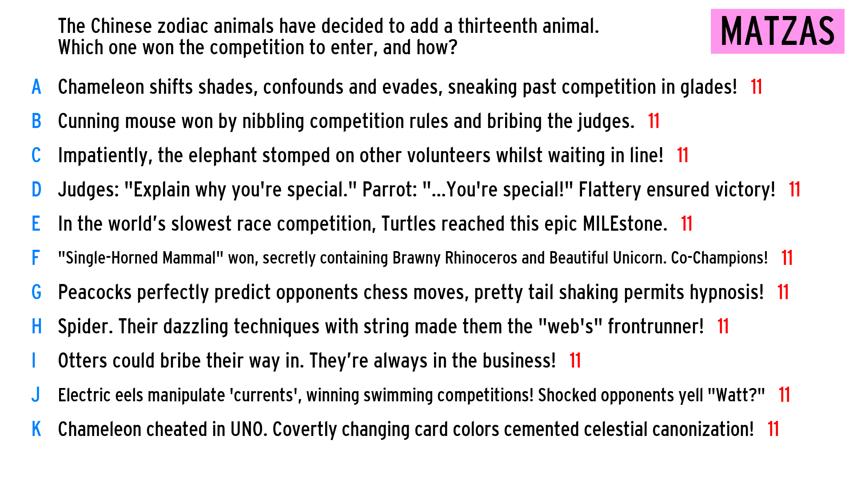 The Chinese zodiac animals have decided to add a thirteenth animal.
Which one won the competition to enter, and how?
MATZAS
A Chameleon shifts shades, confounds and evades, sneaking past competition in glades! 11
B Cunning mouse won by nibbling competition rules and bribing the judges. 11
C Impatiently, the elephant stomped on other volunteers whilst waiting in line! 11
D Judges: "Explain why you're special." Parrot: "...You're special!" Flattery ensured victory! 11
E In the world’s slowest race competition, Turtles reached this epic MILEstone. 11
F "Single-Horned Mammal" won, secretly containing Brawny Rhinoceros and Beautiful Unicorn. Co-Champions! 11
G Peacocks perfectly predict opponents chess moves, pretty tail shaking permits hypnosis! 11
H Spider. Their dazzling techniques with string made them the "web's" frontrunner! 11
I Otters could bribe their way in. They’re always in the business! 11
J Electric eels manipulate 'currents', winning swimming competitions! Shocked opponents yell "Watt?" 11
K Chameleon cheated in UNO. Covertly changing card colors cemented celestial canonization! 11